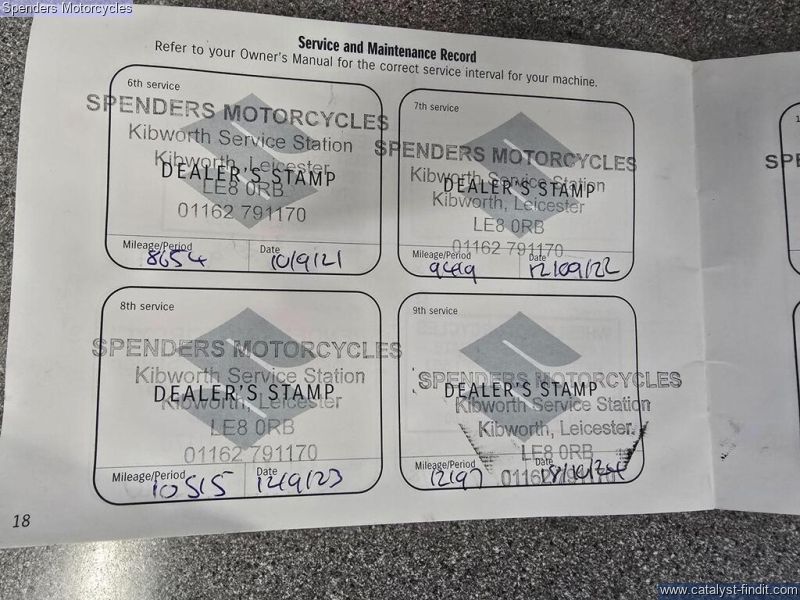 Spenders Motorcycles
Service and Maintenance Record
Refer to your Owner's Manual for the correct service interval for your machine.
6th service
SPENDERS MOTORCYCLES
Kibworth Service Station
Kibworth, Leicester
DEALER'S STAMP
LE8 0RB
01162 791170
Mileage/Period
8654
Date
10/9/21
7th service
SPENDERS MOTORCYCLES
Kibworth Service Station
DEALER'S STAMP
Kibworth, Leicester
LE8 0RB
01162 791170
Mileage/Period
9449
Date
12/09/22
8th service
SPENDERS MOTORCYCLES
Kibworth Service Station
DEALER'S STAMP
Kibworth, Leicester
LE8 0RB
01162 791170
Mileage/Period
10515
Date
12/9/23
9th service
SPENDERS MOTORCYCLES
DEALER'S STAMP
Kibworth Service Station
Kibworth, Leicester
LE8 0RB
01162 791170
Mileage/Period
12197
Date
18
SPE
www.catalyst-findit.com